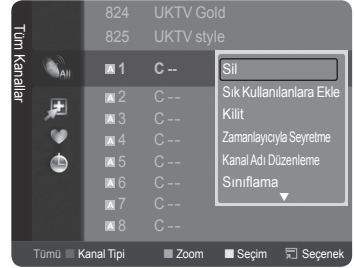 824 UKTV Gold
825 UKTV style
Tüm Kanallar
All
A 1 C --
A 2 C --
A 3 C --
A 4 C --
A 5 C --
A 6 C --
A 7 C --
A 8 C --
Sil
Sık Kullanılanlara Ekle
Kilit
Zamanlayıcıyla Seyretme
Kanal Adı Düzenleme
Sınıflama
Tümü Kanal Tipi Zoom Seçim Seçenek